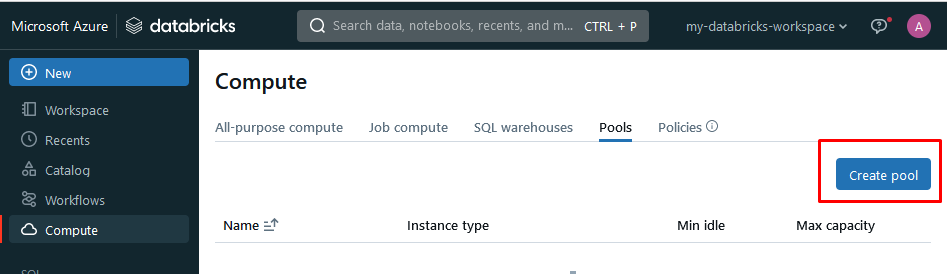 Microsoft Azure databricks Search data, notebooks, recents, and m... CTRL + P my-databricks-workspace A
New
Workspace
Recents
Catalog
Workflows
Compute
SQL
Compute
All-purpose compute Job compute SQL warehouses Pools Policies
Create pool
Name Instance type Min idle Max capacity